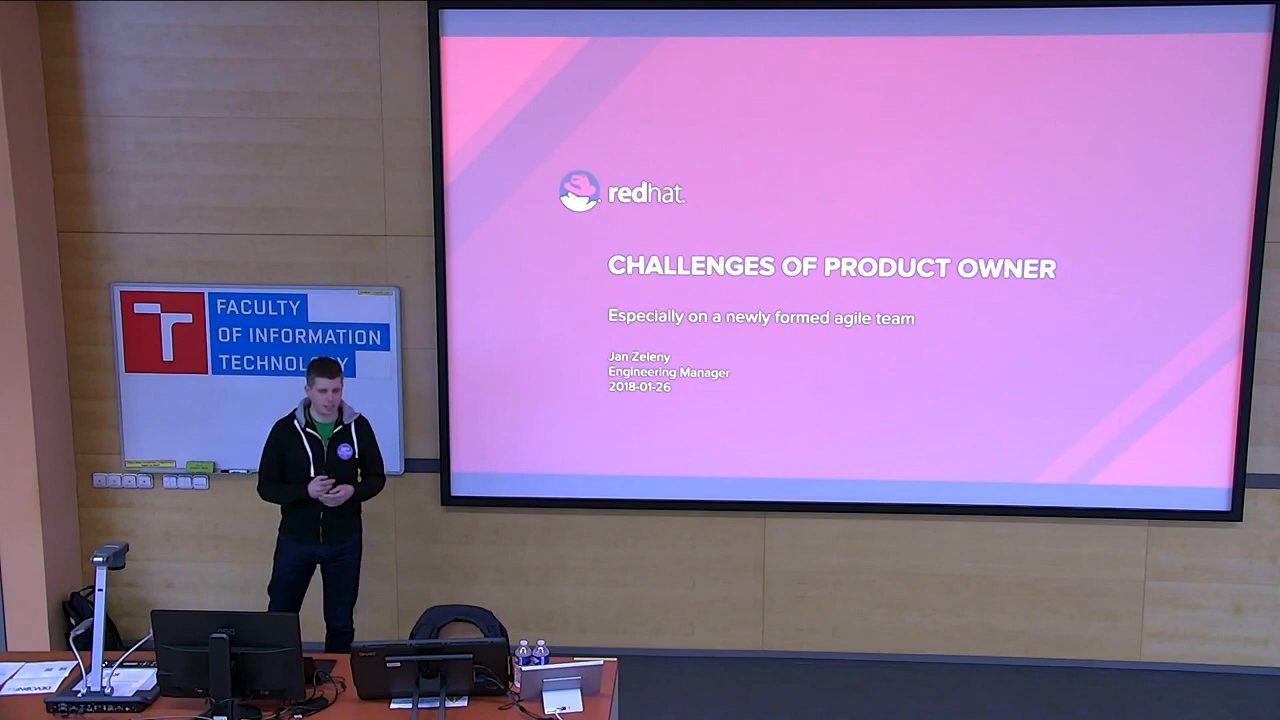 redhat.
CHALLENGES OF PRODUCT OWNER
Especially on a newly formed agile team
Jan Zeleny
Engineering Manager
2018-01-26
FACULTY
OF INFORMATION
TECHNOLOGY